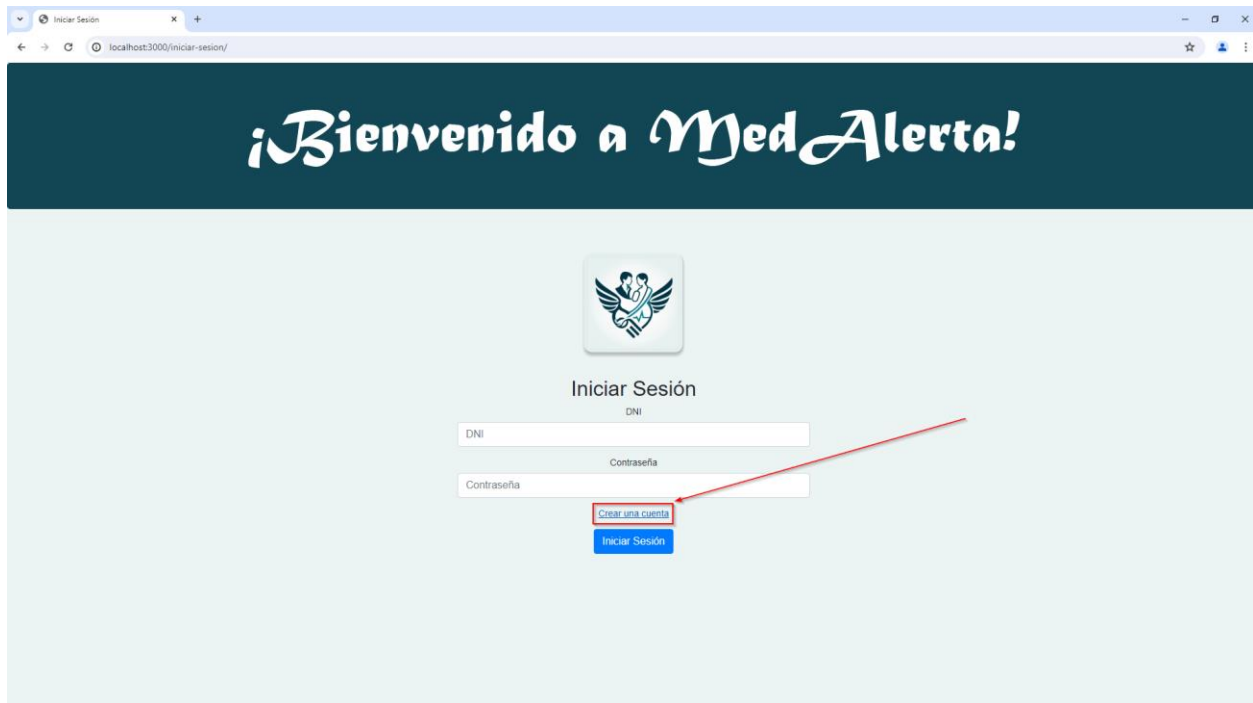 Iniciar Sesión
localhost:3000/iniciar-sesion/
¡Bienvenido a MedAlerta!
Iniciar Sesión
DNI
DNI
Contraseña
Contraseña
Crear una cuenta
Iniciar Sesión